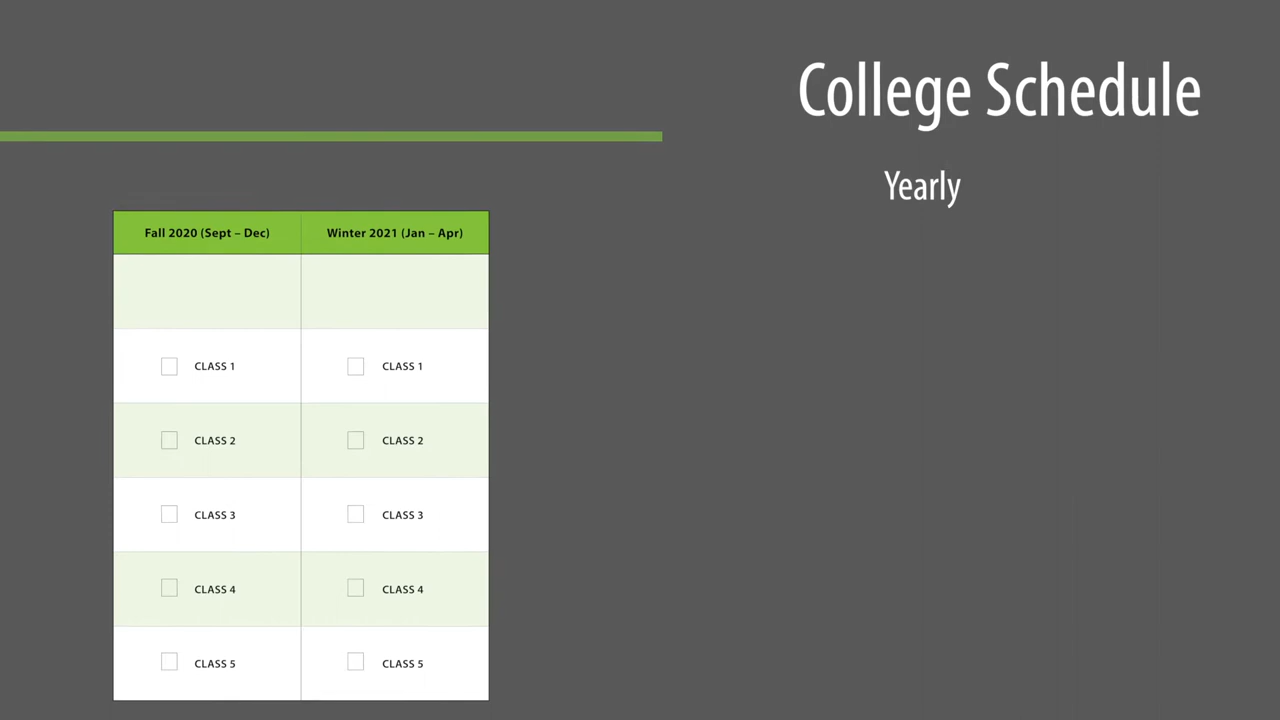 College Schedule
Yearly
Fall 2020 (Sept – Dec) Winter 2021 (Jan – Apr)
CLASS 1 CLASS 1
CLASS 2 CLASS 2
CLASS 3 CLASS 3
CLASS 4 CLASS 4
CLASS 5 CLASS 5